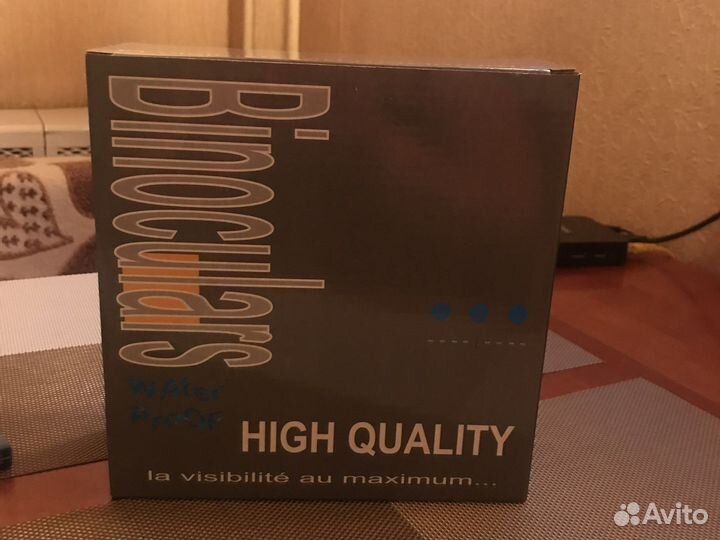 Binoculars
WATER
PROOF
HIGH QUALITY
la visibilité au maximum...
Avito